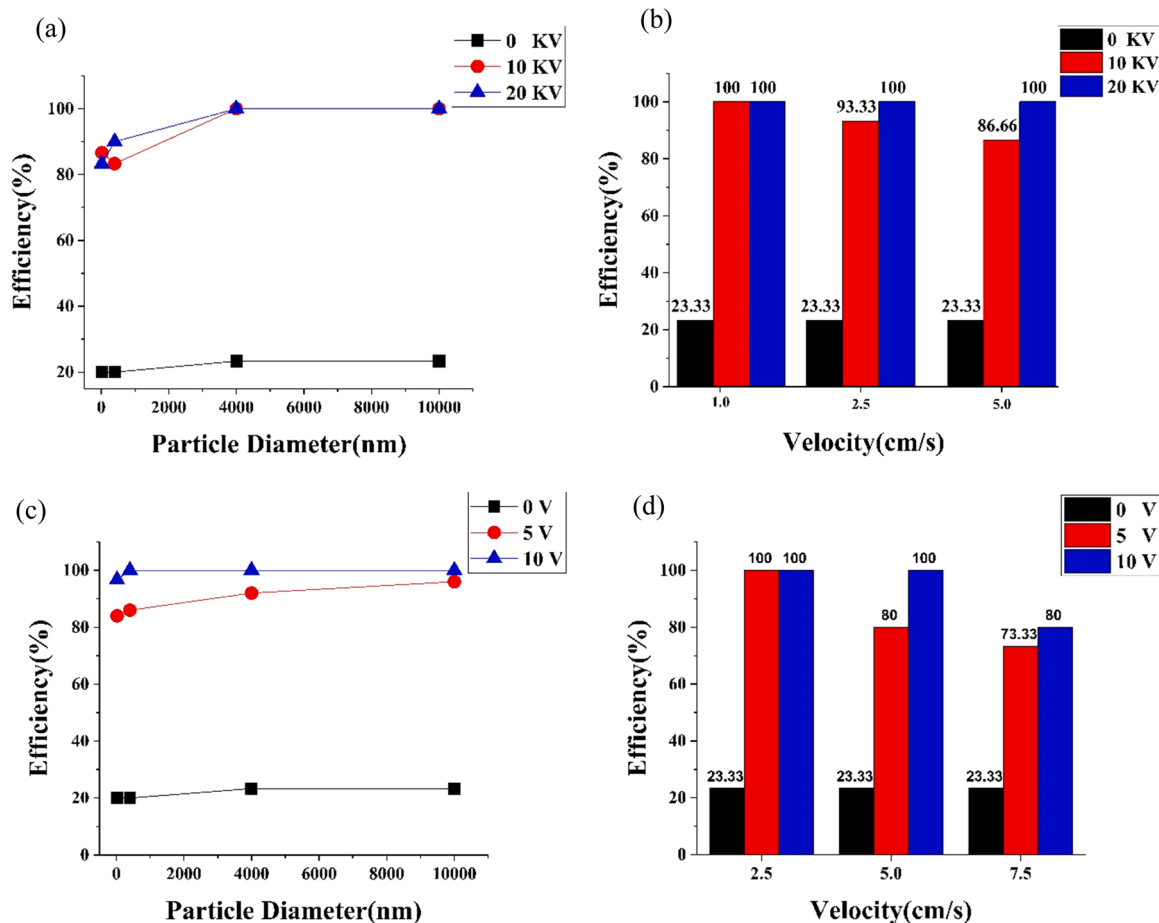 (a)
0 KV
10 KV
20 KV
100
80
60
40
20
Efficiency(%)
0 2000 4000 6000 8000 10000
Particle Diameter(nm)
(b)
0 KV
10 KV
20 KV
100 100 100 100
93.33
86.66
23.33 23.33 23.33
100
80
60
40
20
0
Efficiency(%)
1.0 2.5 5.0
Velocity(cm/s)
(c)
0 V
5 V
10 V
100
80
60
40
20
0
Efficiency(%)
0 2000 4000 6000 8000 10000
Particle Diameter(nm)
(d)
0 V
5 V
10 V
100 100 100
80 80
73.33
23.33 23.33 23.33
100
80
60
40
20
0
Efficiency(%)
2.5 5.0 7.5
Velocity(cm/s)